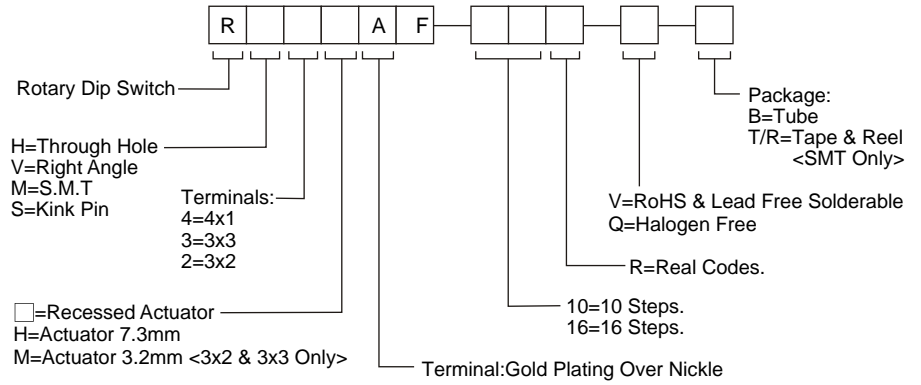 R A F
Rotary Dip Switch
H=Through Hole
V=Right Angle
M=S.M.T
S=Kink Pin
Terminals:
4=4x1
3=3x3
2=3x2
□=Recessed Actuator
H=Actuator 7.3mm
M=Actuator 3.2mm <3x2 & 3x3 Only>
Terminal:Gold Plating Over Nickle
10=10 Steps.
16=16 Steps.
R=Real Codes.
V=RoHS & Lead Free Solderable
Q=Halogen Free
Package:
B=Tube
T/R=Tape & Reel
<SMT Only>